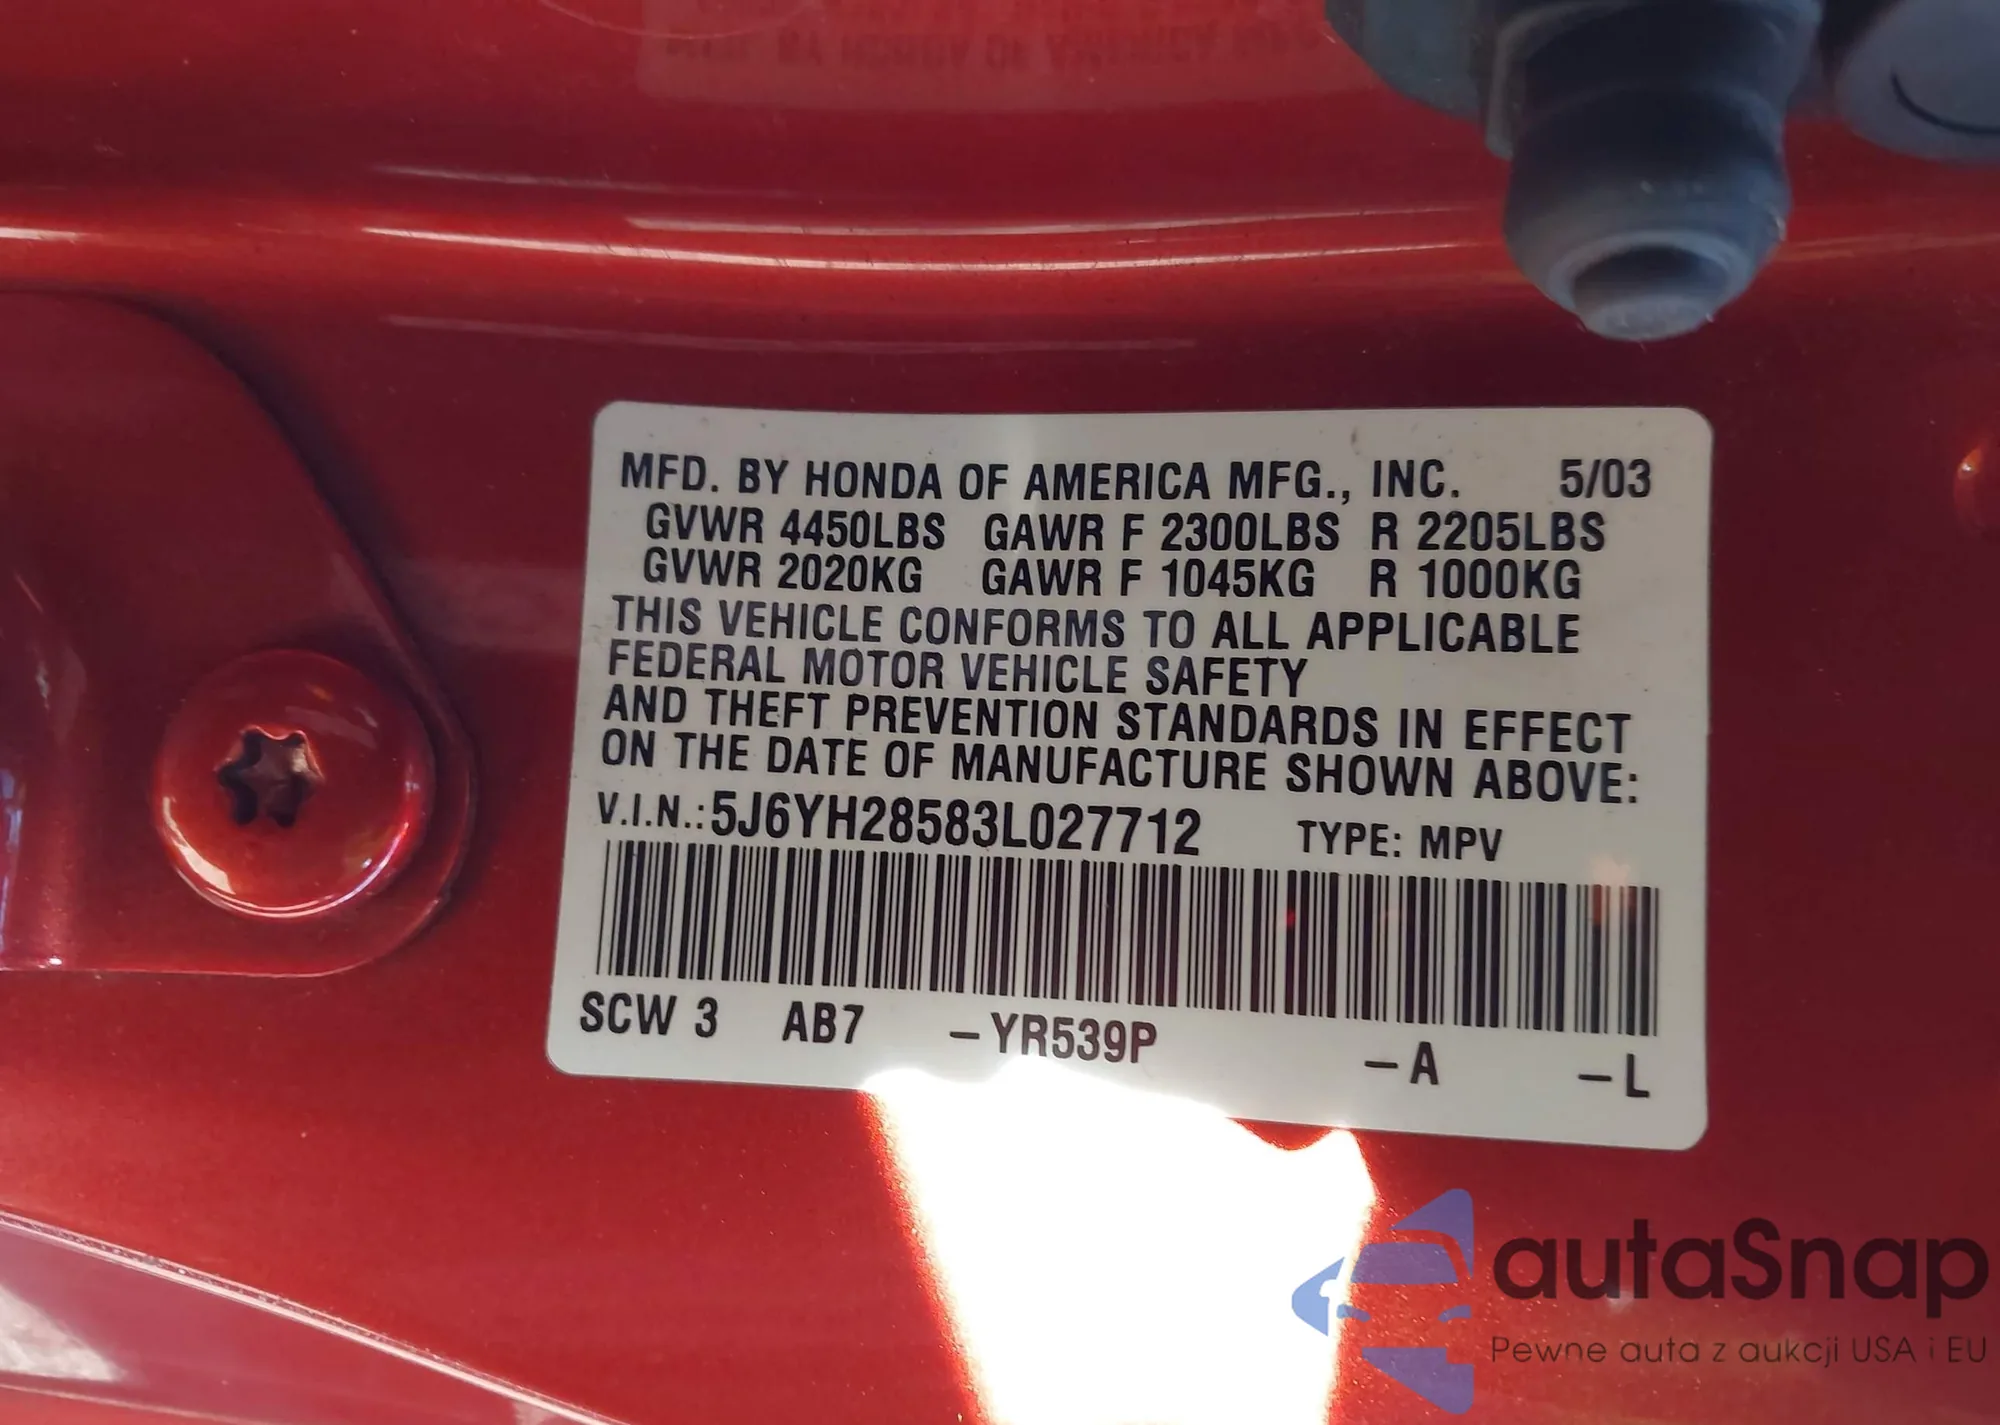 MFD. BY HONDA OF AMERICA MFG., INC. 5/03
GVWR 4450LBS GAWR F 2300LBS R 2205LBS
GVWR 2020KG GAWR F 1045KG R 1000KG
THIS VEHICLE CONFORMS TO ALL APPLICABLE
FEDERAL MOTOR VEHICLE SAFETY
AND THEFT PREVENTION STANDARDS IN EFFECT
ON THE DATE OF MANUFACTURE SHOWN ABOVE:
V.I.N.: 5J6YH28583L027712 TYPE: MPV
SCW 3 AB7 –YR539P –A –L
autaSnap
Pewne auta z aukcji USA i EU